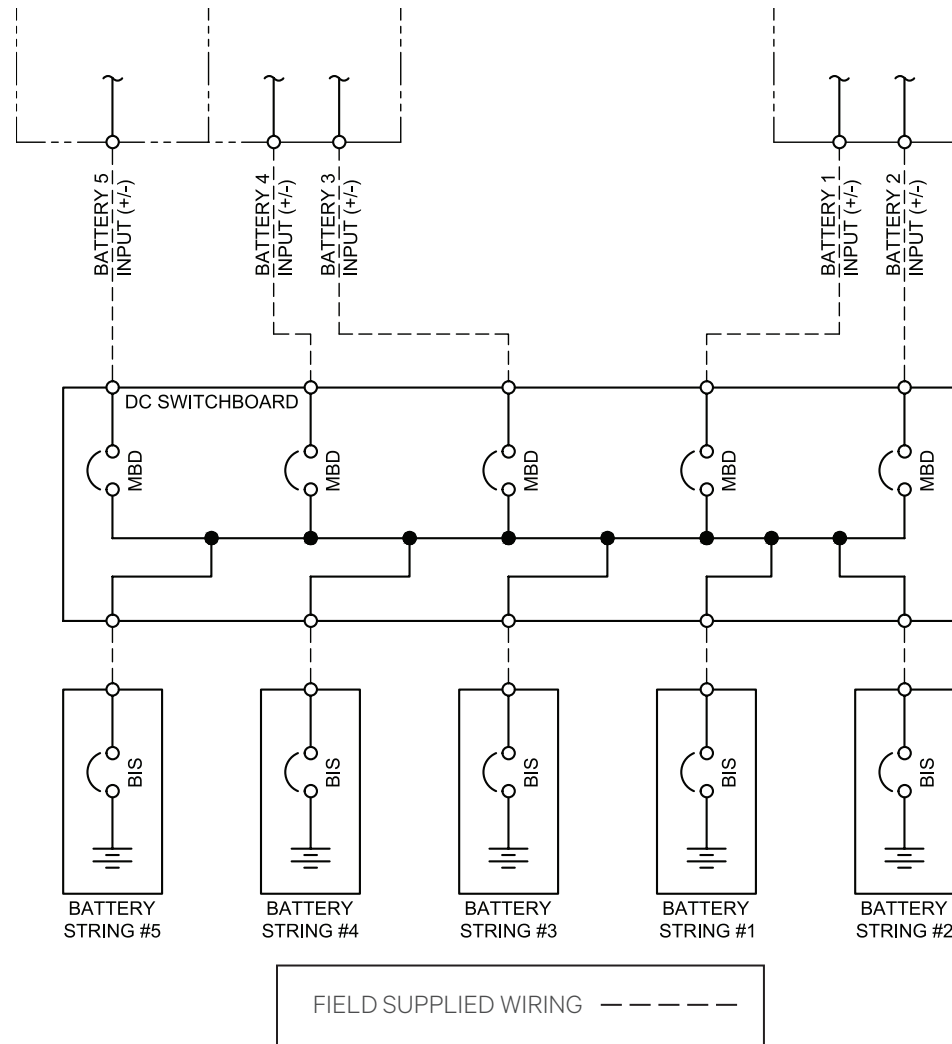 BATTERY 5
INPUT (+/-)
BATTERY 4
INPUT (+/-)
BATTERY 3
INPUT (+/-)
BATTERY 1
INPUT (+/-)
BATTERY 2
INPUT (+/-)
DC SWITCHBOARD
MBD
MBD
MBD
MBD
MBD
BIS
BIS
BIS
BIS
BIS
BATTERY
STRING #5
BATTERY
STRING #4
BATTERY
STRING #3
BATTERY
STRING #1
BATTERY
STRING #2
FIELD SUPPLIED WIRING